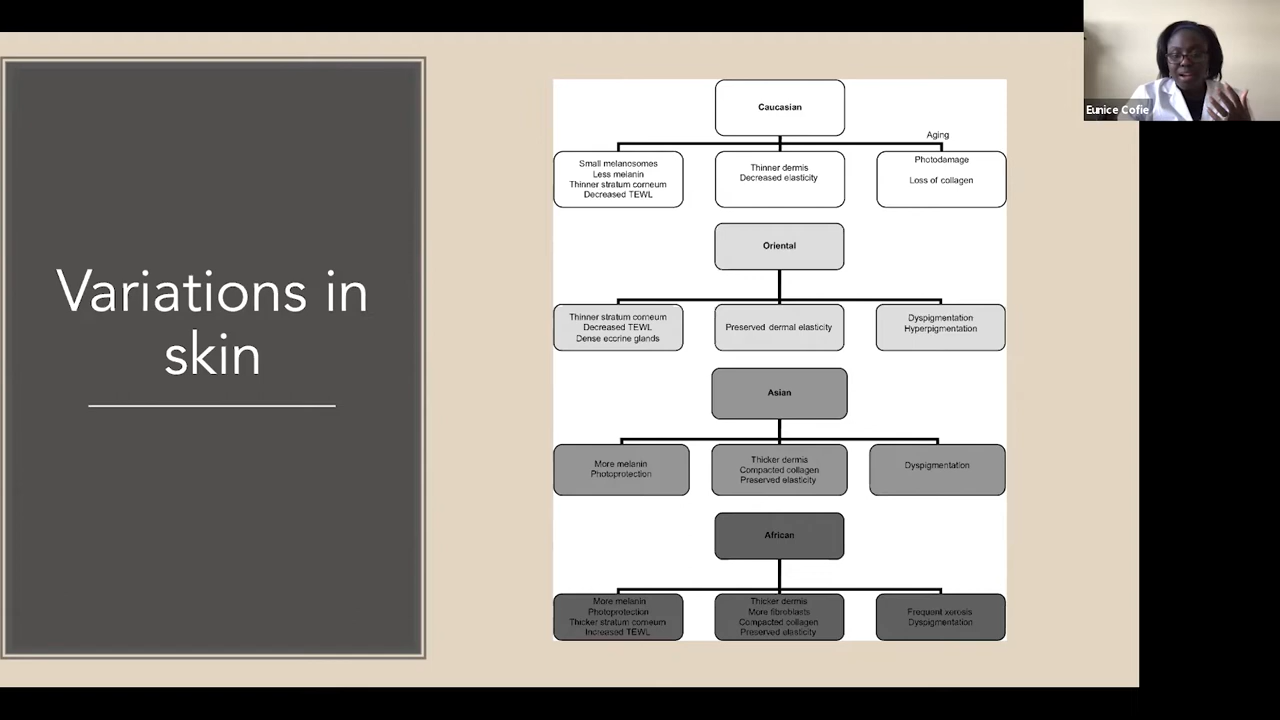 Variations in
skin
Caucasian
Aging
Small melanosomes
Less melanin
Thinner stratum corneum
Decreased TEWL
Thinner dermis
Decreased elasticity
Photodamage
Loss of collagen
Oriental
Thinner stratum corneum
Decreased TEWL
Dense eccrine glands
Preserved dermal elasticity
Dyspigmentation
Hyperpigmentation
Asian
More melanin
Photoprotection
Thicker dermis
Compacted collagen
Preserved elasticity
Dyspigmentation
African
More melanin
Photoprotection
Thicker stratum corneum
Increased TEWL
Thicker dermis
More fibroblasts
Compacted collagen
Preserved elasticity
Frequent xerosis
Dyspigmentation
Eunice Cofie